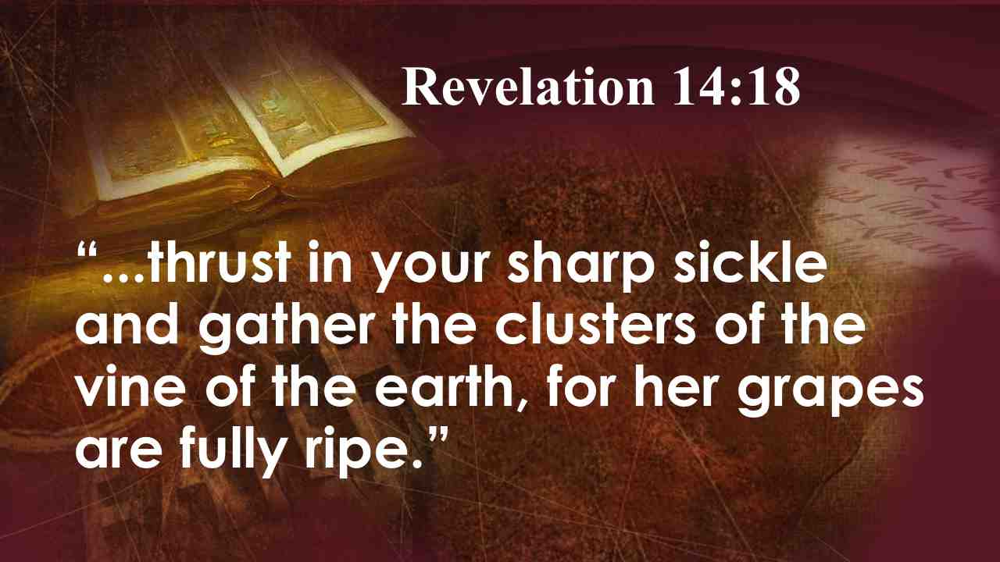 Revelation 14:18
“...thrust in your sharp sickle
and gather the clusters of the
vine of the earth, for her grapes
are fully ripe.”